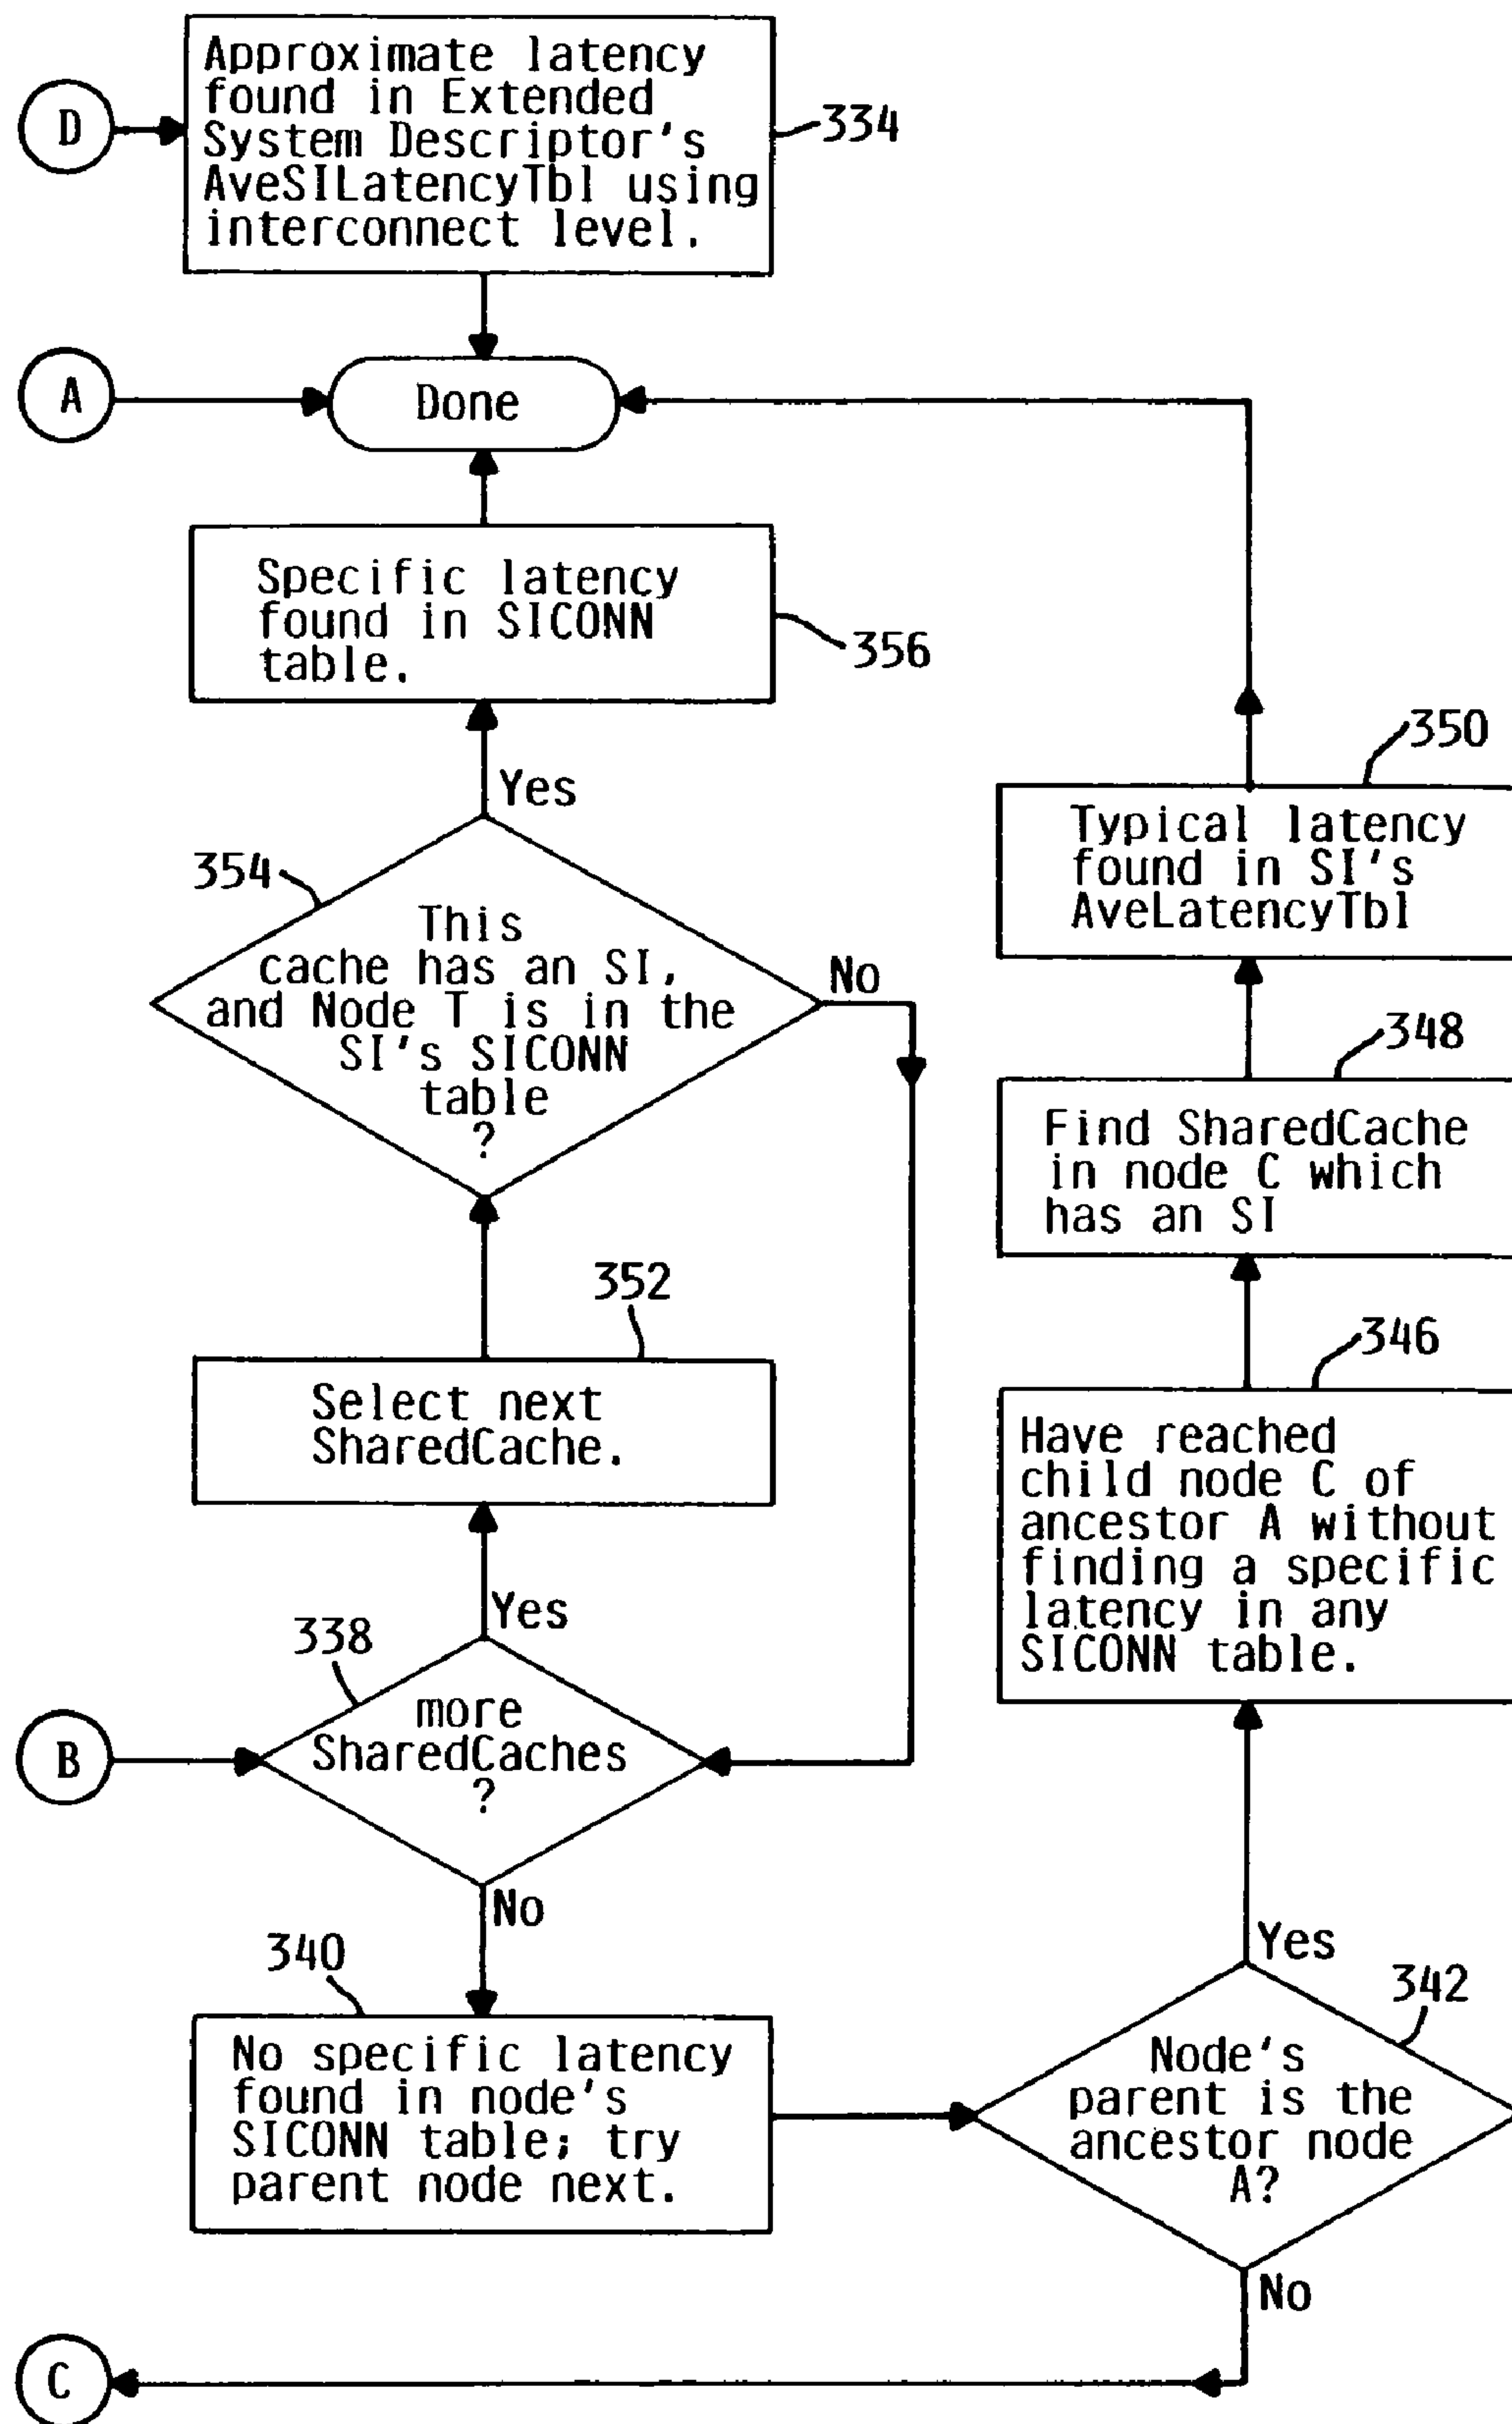 Approximate latency
found in Extended
System Descriptor's
AveSILatencyTbl using
interconnect level.
D
334
A
Done
Specific latency
found in SICONN
table.
356
Yes
354
This
cache has an SI,
and Node T is in the
SI's SICONN
table
?
No
352
Select next
SharedCache.
Yes
338
more
SharedCaches
?
B
No
340
No specific latency
found in node's
SICONN table; try
parent node next.
350
Typical latency
found in SI's
AveLatencyTbl
348
Find SharedCache
in node C which
has an SI
346
Have reached
child node C of
ancestor A without
finding a specific
latency in any
SICONN table.
Yes
342
Node's
parent is the
ancestor node
A?
No
C